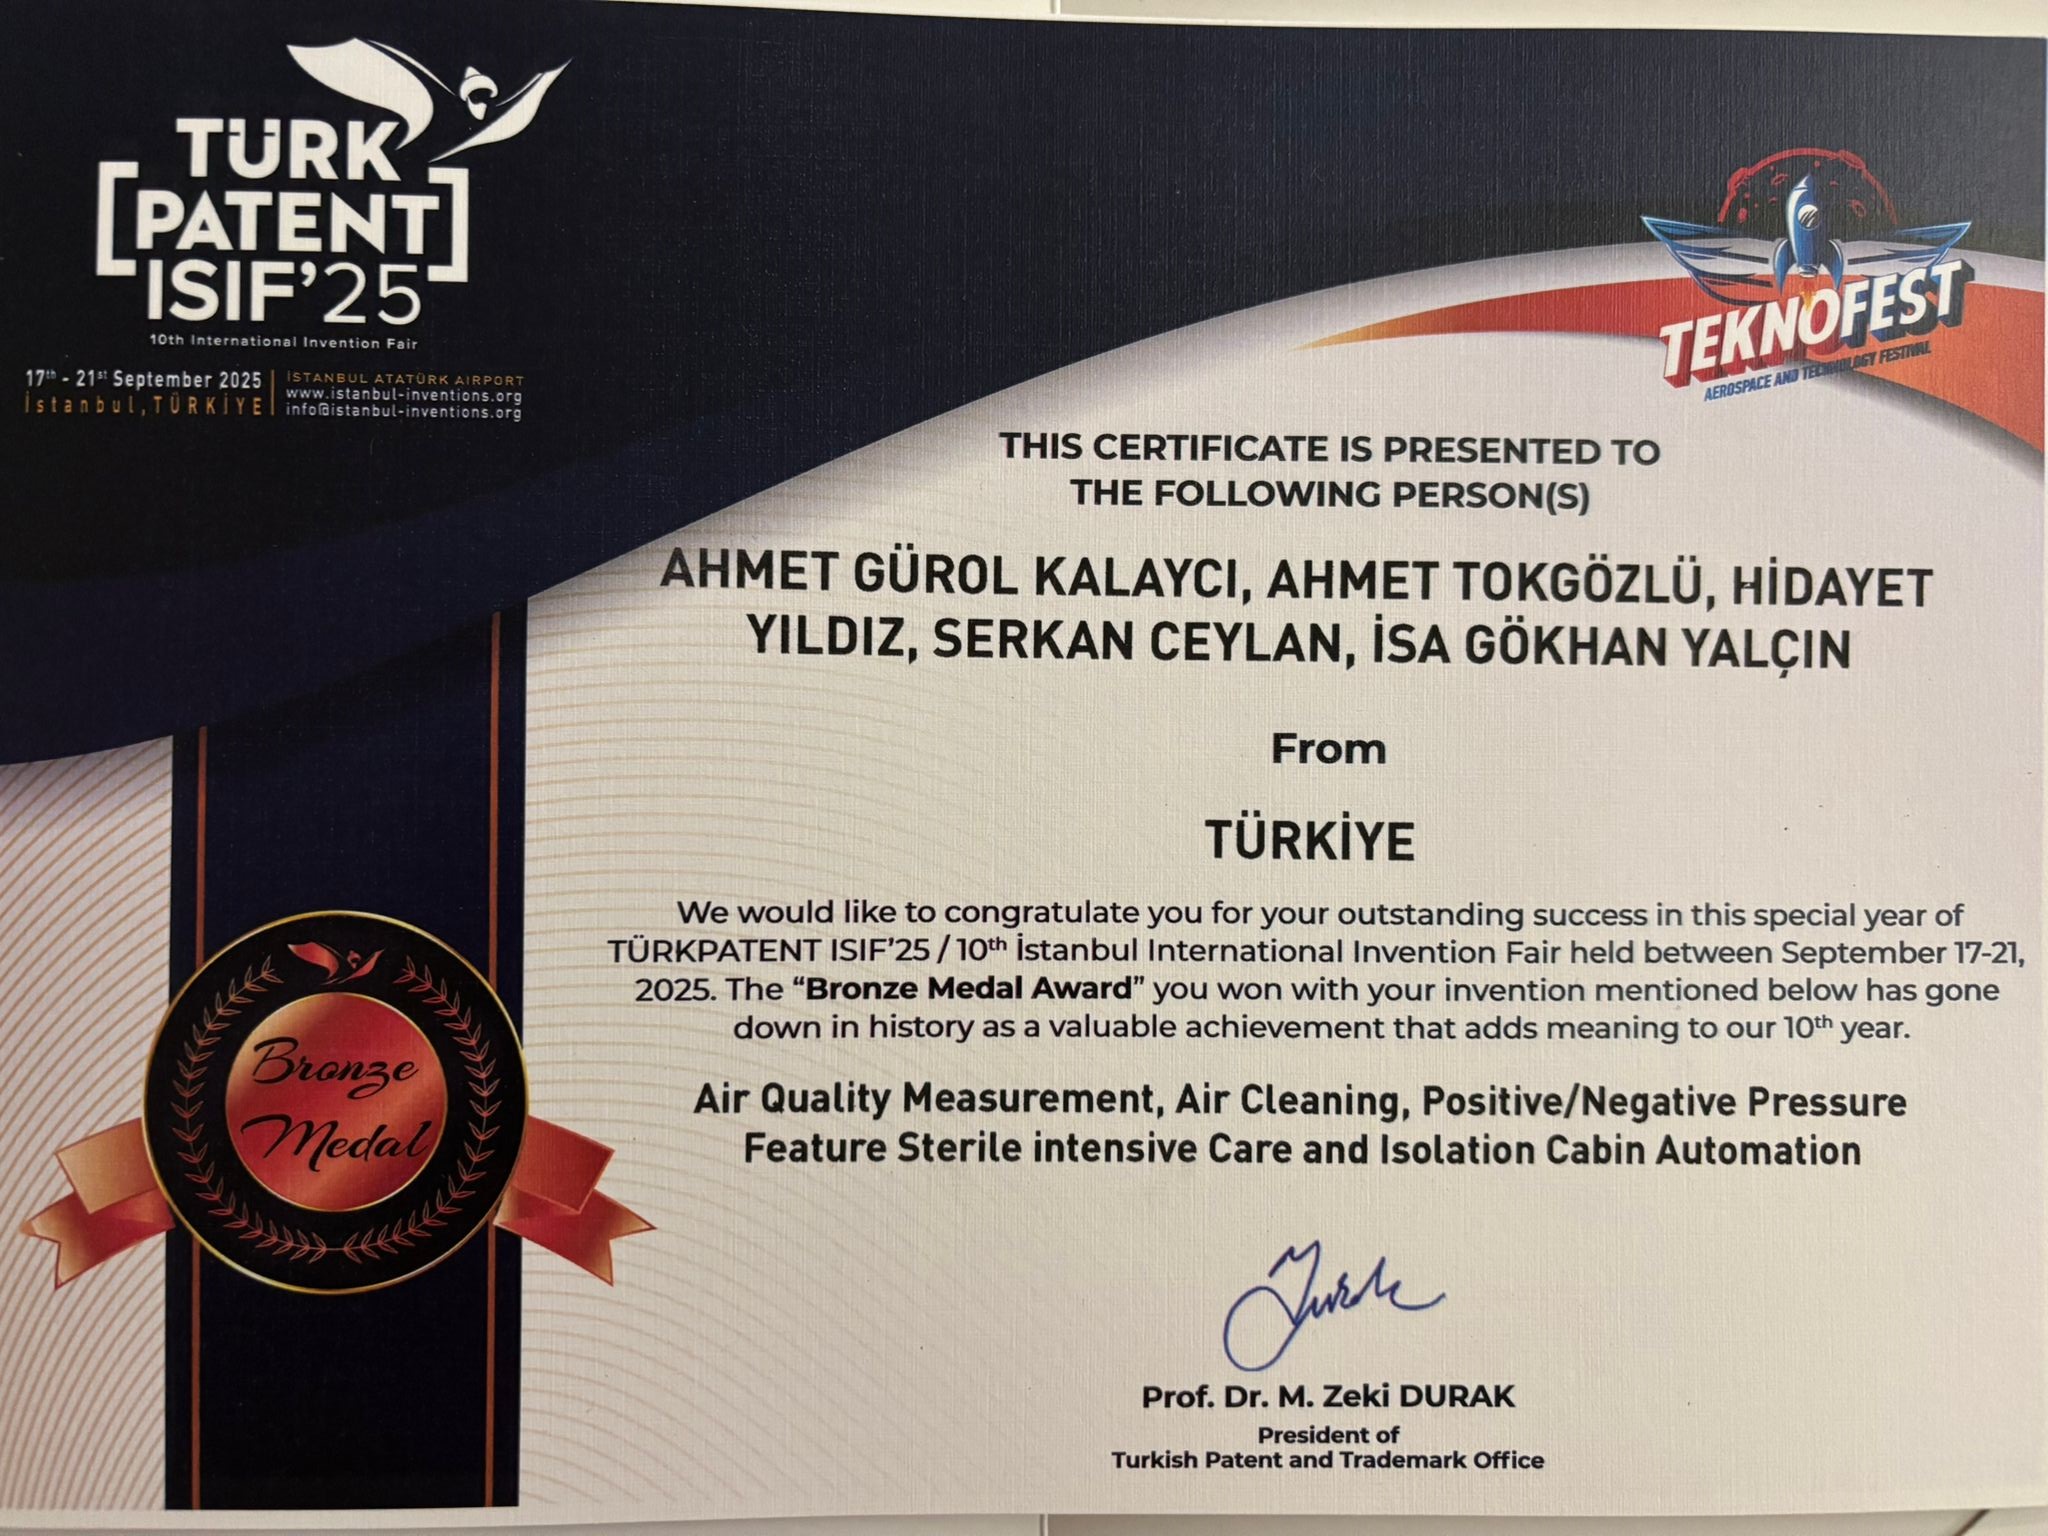 TÜRK
[PATENT]
ISIF'25
10th International Invention Fair
17th - 21st September 2025
İstanbul, TÜRKİYE
İSTANBUL ATATÜRK AIRPORT
www.istanbul-inventions.org
info@istanbul-inventions.org
TEKNOFEST
AEROSPACE AND TECHNOLOGY FESTIVAL
THIS CERTIFICATE IS PRESENTED TO
THE FOLLOWING PERSON(S)
AHMET GÜROL KALAYCI, AHMET TOKGÖZLÜ, HİDAYET
YILDIZ, SERKAN CEYLAN, İSA GÖKHAN YALÇIN
From
TÜRKİYE
We would like to congratulate you for your outstanding success in this special year of
TÜRKPATENT ISIF'25 / 10th İstanbul International Invention Fair held between September 17-21,
2025. The “Bronze Medal Award” you won with your invention mentioned below has gone
down in history as a valuable achievement that adds meaning to our 10th year.
Air Quality Measurement, Air Cleaning, Positive/Negative Pressure
Feature Sterile intensive Care and Isolation Cabin Automation
Bronze
Medal
Prof. Dr. M. Zeki DURAK
President of
Turkish Patent and Trademark Office